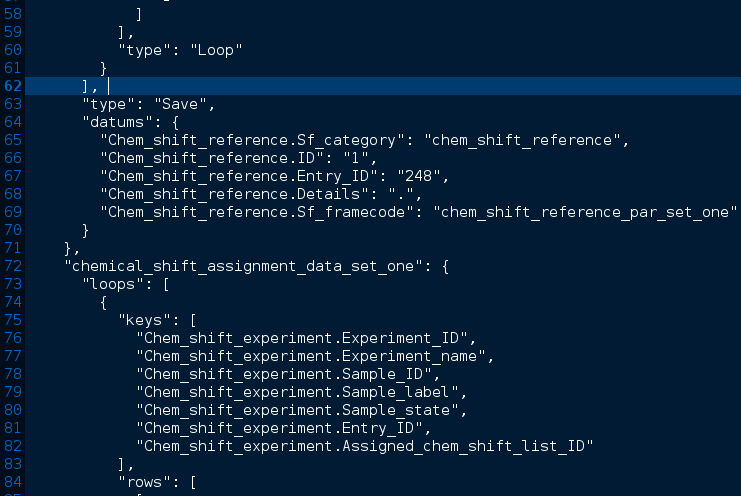 58 ]
59 ],
60 "type": "Loop"
61 }
62 ],
63 "type": "Save",
64 "datums": {
65 "Chem_shift_reference.Sf_category": "chem_shift_reference",
66 "Chem_shift_reference.ID": "1",
67 "Chem_shift_reference.Entry_ID": "248",
68 "Chem_shift_reference.Details": ".",
69 "Chem_shift_reference.Sf_framecode": "chem_shift_reference_par_set_one"
70 }
71 },
72 "chemical_shift_assignment_data_set_one": {
73 "loops": [
74 {
75 "keys": [
76 "Chem_shift_experiment.Experiment_ID",
77 "Chem_shift_experiment.Experiment_name",
78 "Chem_shift_experiment.Sample_ID",
79 "Chem_shift_experiment.Sample_label",
80 "Chem_shift_experiment.Sample_state",
81 "Chem_shift_experiment.Entry_ID",
82 "Chem_shift_experiment.Assigned_chem_shift_list_ID"
83 ],
84 "rows": [